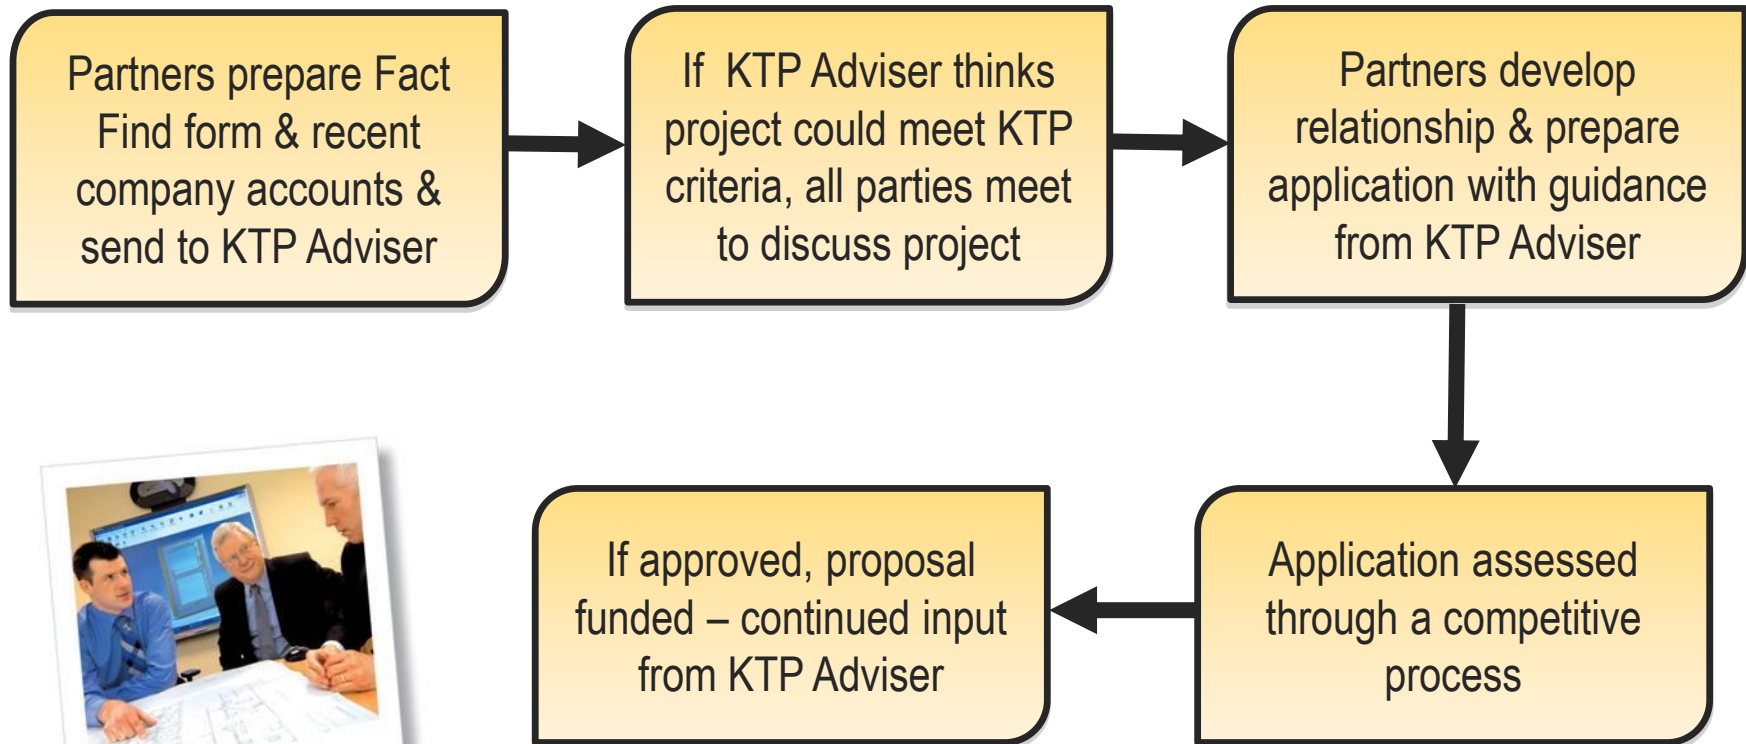 Partners prepare Fact
Find form & recent
company accounts &
send to KTP Adviser
If KTP Adviser thinks
project could meet KTP
criteria, all parties meet
to discuss project
Partners develop
relationship & prepare
application with guidance
from KTP Adviser
Application assessed
through a competitive
process
If approved, proposal
funded – continued input
from KTP Adviser